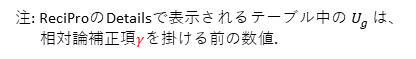 注: ReciProのDetailsで表示されるテーブル中の U_g は、
相対論補正項γを掛ける前の数値.